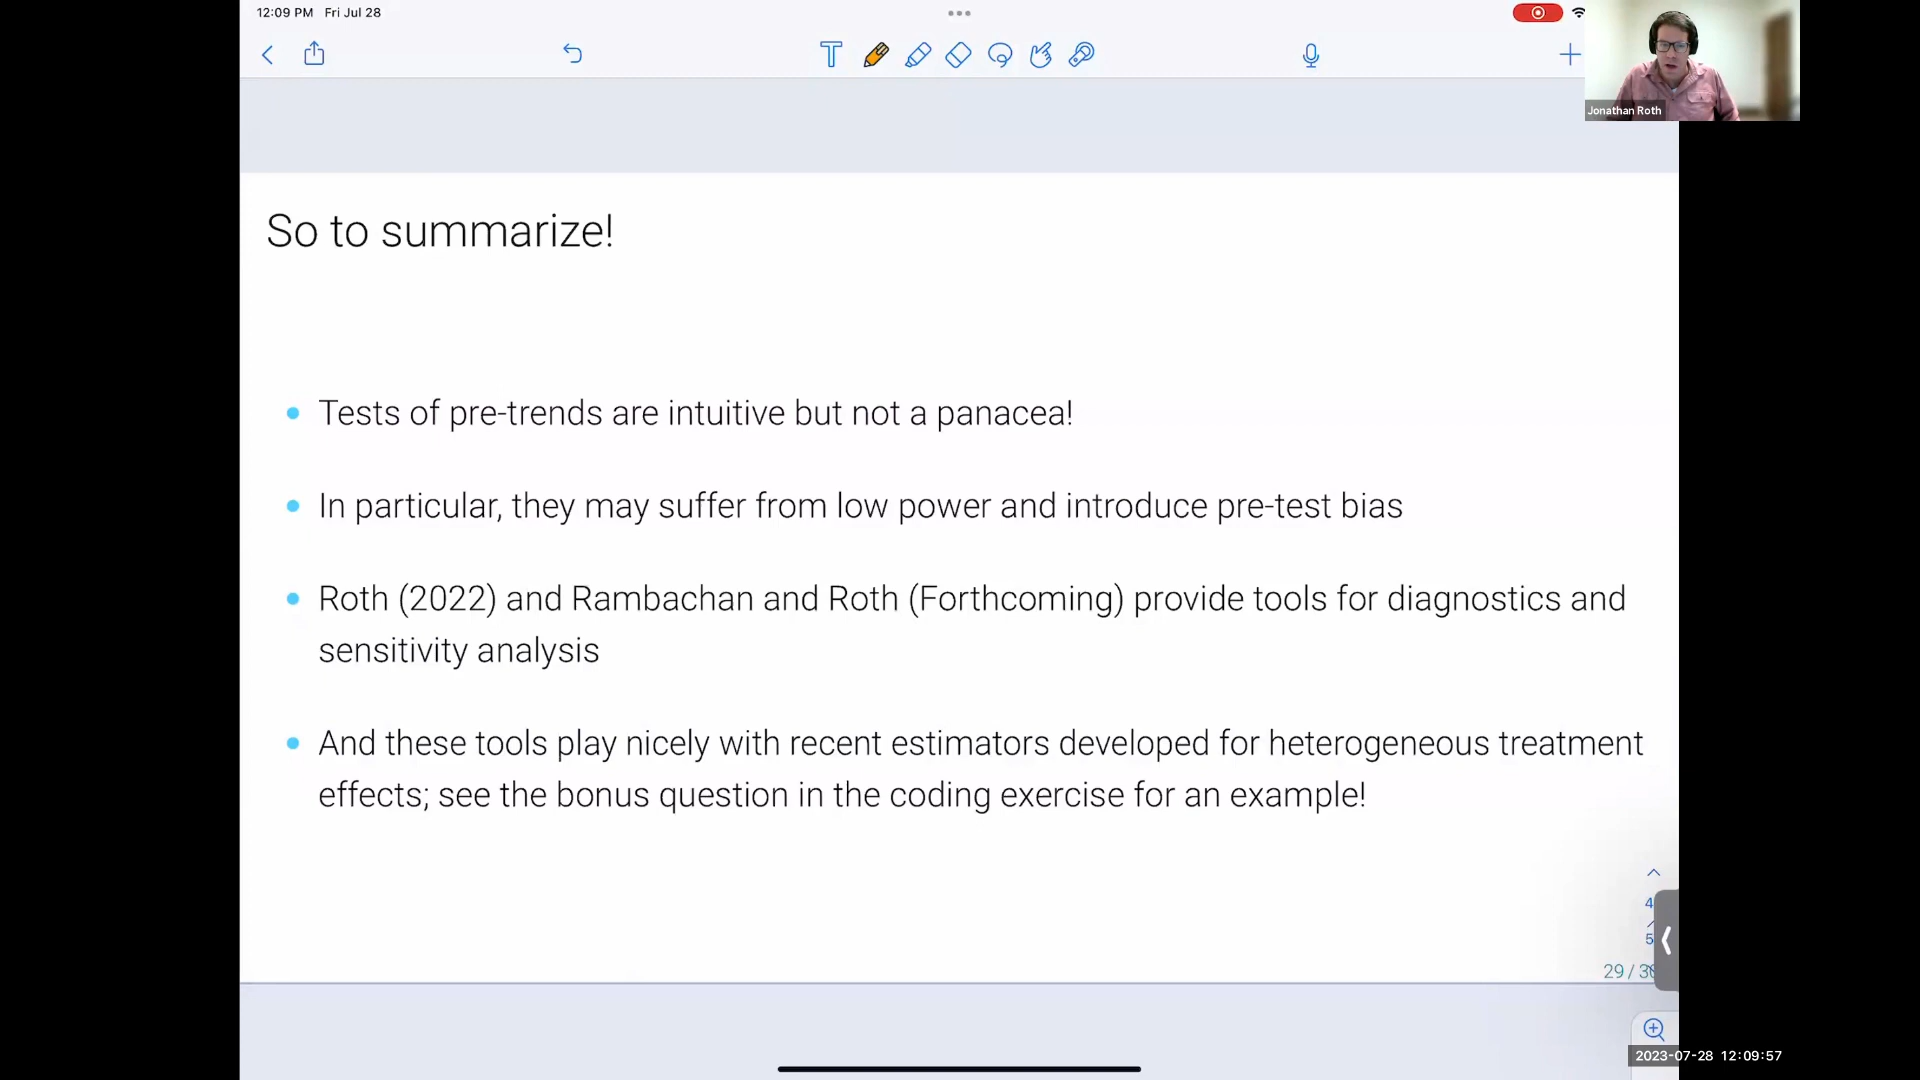 12:09 PM Fri Jul 28
T
Jonathan Roth
So to summarize!
Tests of pre-trends are intuitive but not a panacea!
In particular, they may suffer from low power and introduce pre-test bias
Roth (2022) and Rambachan and Roth (Forthcoming) provide tools for diagnostics and
sensitivity analysis
And these tools play nicely with recent estimators developed for heterogeneous treatment
effects; see the bonus question in the coding exercise for an example!
29 /
2023-07-28 12:09:57